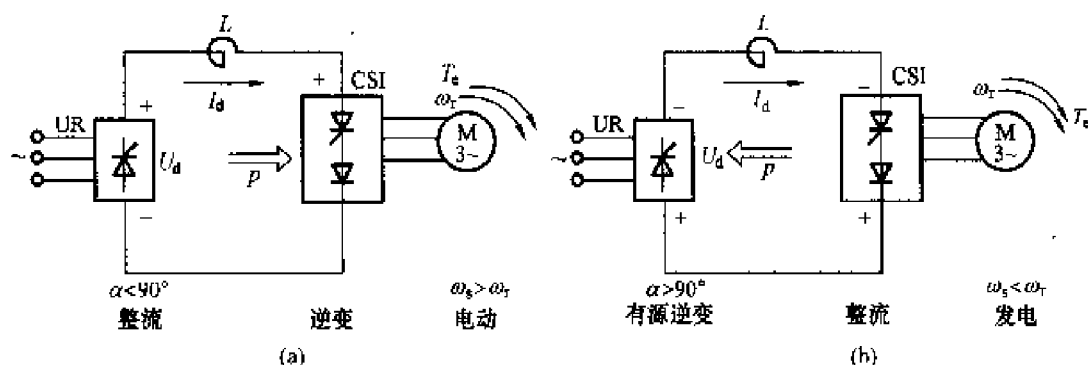 L
+
CSI
I_d
T_e
ω_r
+
UR
~
U_d
P
M
3~
−
α<90°
整流
逆变
ω_s>ω_r
电动
(a)
L
−
CSI
I_d
ω_r
T_e
−
UR
~
U_d
P
M
3~
+
+
α>90°
有源逆变
整流
ω_s<ω_r
发电
(b)